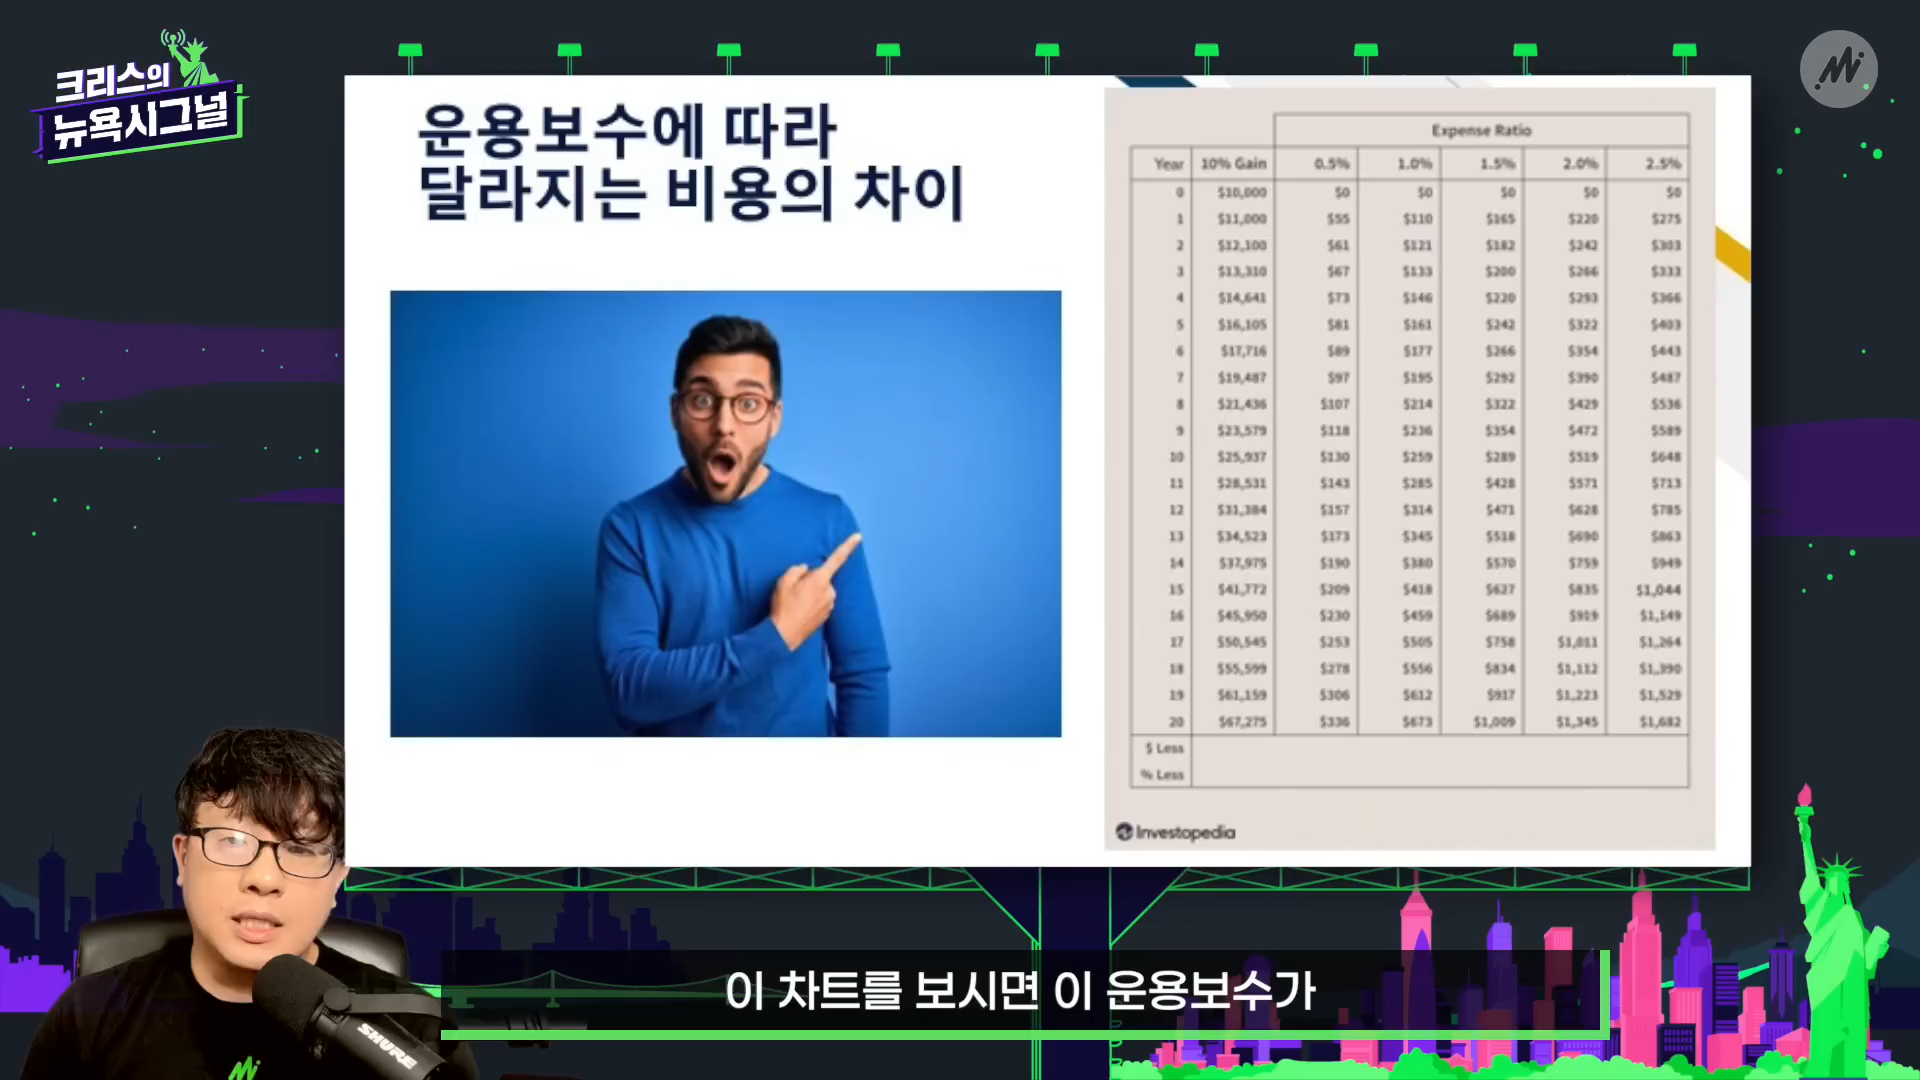 크리스의
뉴욕시그널
운용보수에 따라
달라지는 비용의 차이
Expense Ratio
Year 10% Gain 0.5% 1.0% 1.5% 2.0% 2.5%
0 $10,000 $0 $0 $0 $0 $0
1 $11,000 $55 $110 $165 $220 $275
2 $12,100 $61 $121 $182 $242 $303
3 $13,310 $67 $133 $200 $266 $333
4 $14,641 $73 $146 $220 $293 $366
5 $16,105 $81 $161 $242 $322 $403
6 $17,716 $89 $177 $266 $354 $443
7 $19,487 $97 $195 $292 $390 $487
8 $21,436 $107 $214 $322 $429 $536
9 $23,579 $118 $236 $354 $472 $589
10 $25,937 $130 $259 $289 $519 $648
11 $28,531 $143 $285 $428 $571 $713
12 $31,384 $157 $314 $471 $628 $785
13 $34,523 $173 $345 $518 $690 $863
14 $37,975 $190 $380 $570 $759 $949
15 $41,772 $209 $418 $627 $835 $1,044
16 $45,950 $230 $459 $689 $919 $1,149
17 $50,545 $253 $505 $758 $1,011 $1,264
18 $55,599 $278 $556 $834 $1,112 $1,390
19 $61,159 $306 $612 $917 $1,223 $1,529
20 $67,275 $336 $673 $1,009 $1,345 $1,682
$ Less
% Less
Investopedia
SHURE
이 차트를 보시면 이 운용보수가